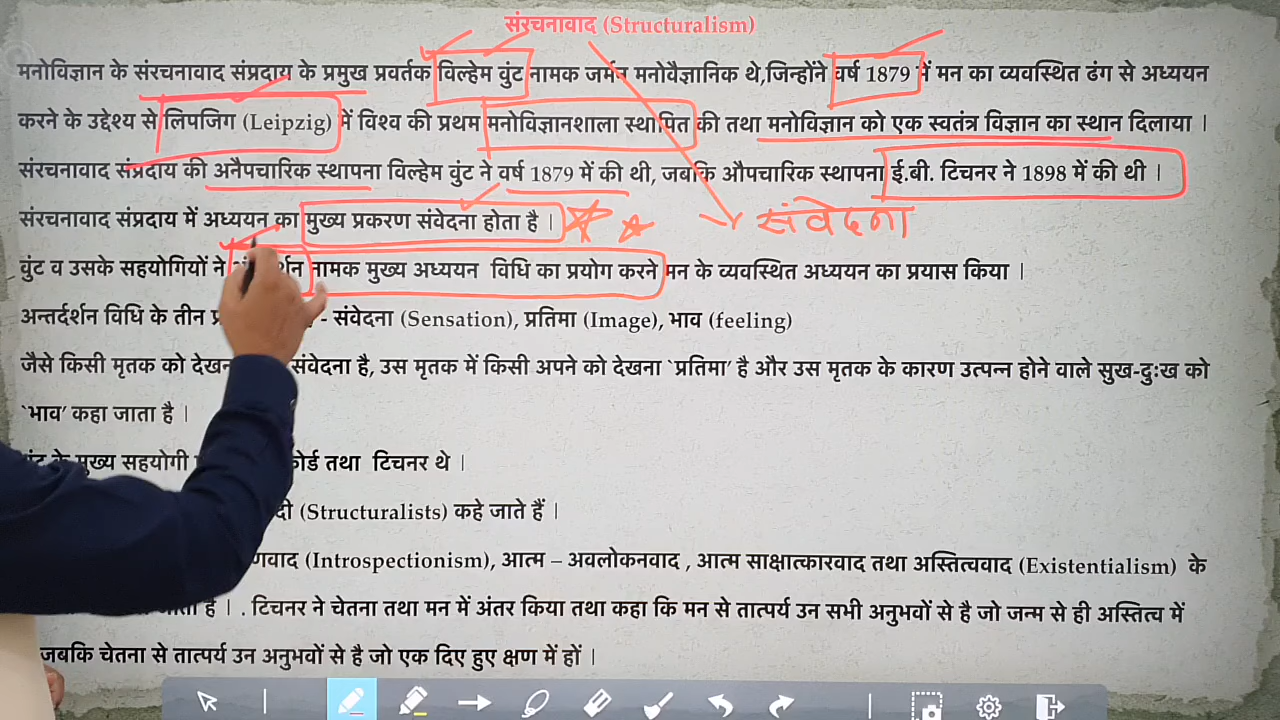 संरचनावाद (Structuralism)
मनोविज्ञान के संरचनावाद संप्रदाय के प्रमुख प्रवर्तक विल्हेम वुंट नामक जर्मन मनोवैज्ञानिक थे,जिन्होंने वर्ष 1879 में मन का व्यवस्थित ढंग से अध्ययन
करने के उद्देश्य से लिपजिग (Leipzig) में विश्व की प्रथम मनोविज्ञानशाला स्थापित की तथा मनोविज्ञान को एक स्वतंत्र विज्ञान का स्थान दिलाया ।
संरचनावाद संप्रदाय की अनैपचारिक स्थापना विल्हेम वुंट ने वर्ष 1879 में की थी, जबकि औपचारिक स्थापना ई.बी. टिचनर ने 1898 में की थी ।
संरचनावाद संप्रदाय में अध्ययन का मुख्य प्रकरण संवेदना होता है । संवेदना
वुंट व उसके सहयोगियों ने नामक मुख्य अध्ययन विधि का प्रयोग करने मन के व्यवस्थित अध्ययन का प्रयास किया ।
अन्तर्दर्शन विधि के तीन - संवेदना (Sensation), प्रतिमा (Image), भाव (feeling)
जैसे किसी मृतक को संवेदना है, उस मृतक में किसी अपने को देखना `प्रतिमा’ है और उस मृतक के कारण उत्पन्न होने वाले सुख-दुःख को
`भाव’ कहा जाता है ।
के मुख्य सहयोगी तथा टिचनर थे ।
(Structuralists) कहे जाते हैं ।
(Introspectionism), आत्म – अवलोकनवाद , आत्म साक्षात्कारवाद तथा अस्तित्ववाद (Existentialism) के
है । . टिचनर ने चेतना तथा मन में अंतर किया तथा कहा कि मन से तात्पर्य उन सभी अनुभवों से है जो जन्म से ही अस्तित्व में
जबकि चेतना से तात्पर्य उन अनुभवों से है जो एक दिए हुए क्षण में हों ।